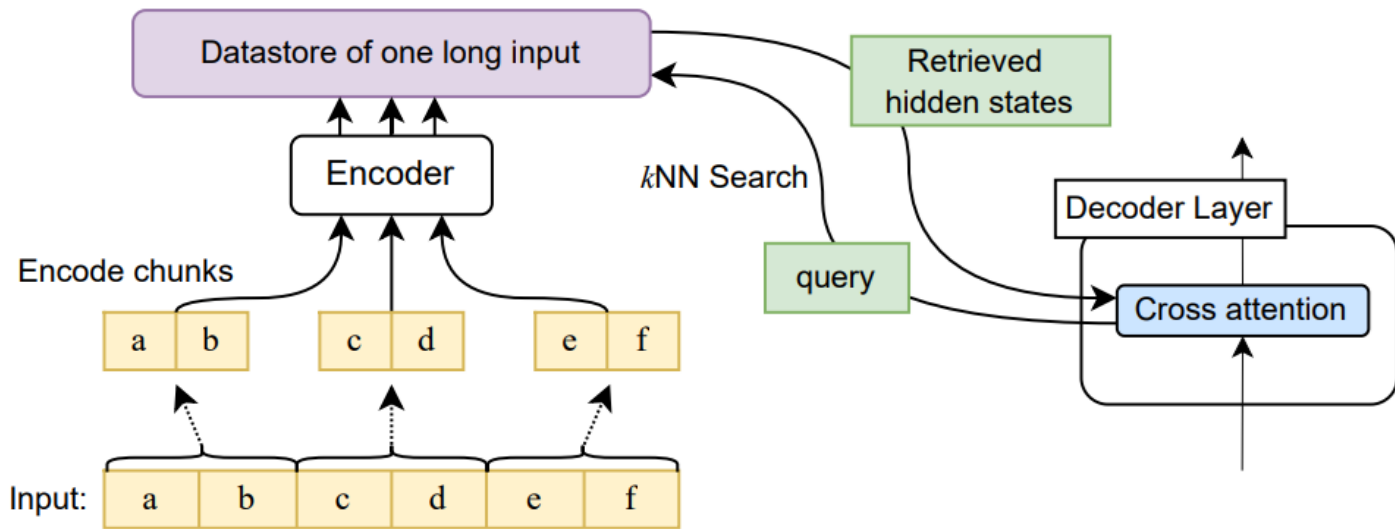 Datastore of one long input
Retrieved
hidden states
Encoder
kNN Search
Decoder Layer
Encode chunks
query
Cross attention
a b c d e f
Input: a b c d e f